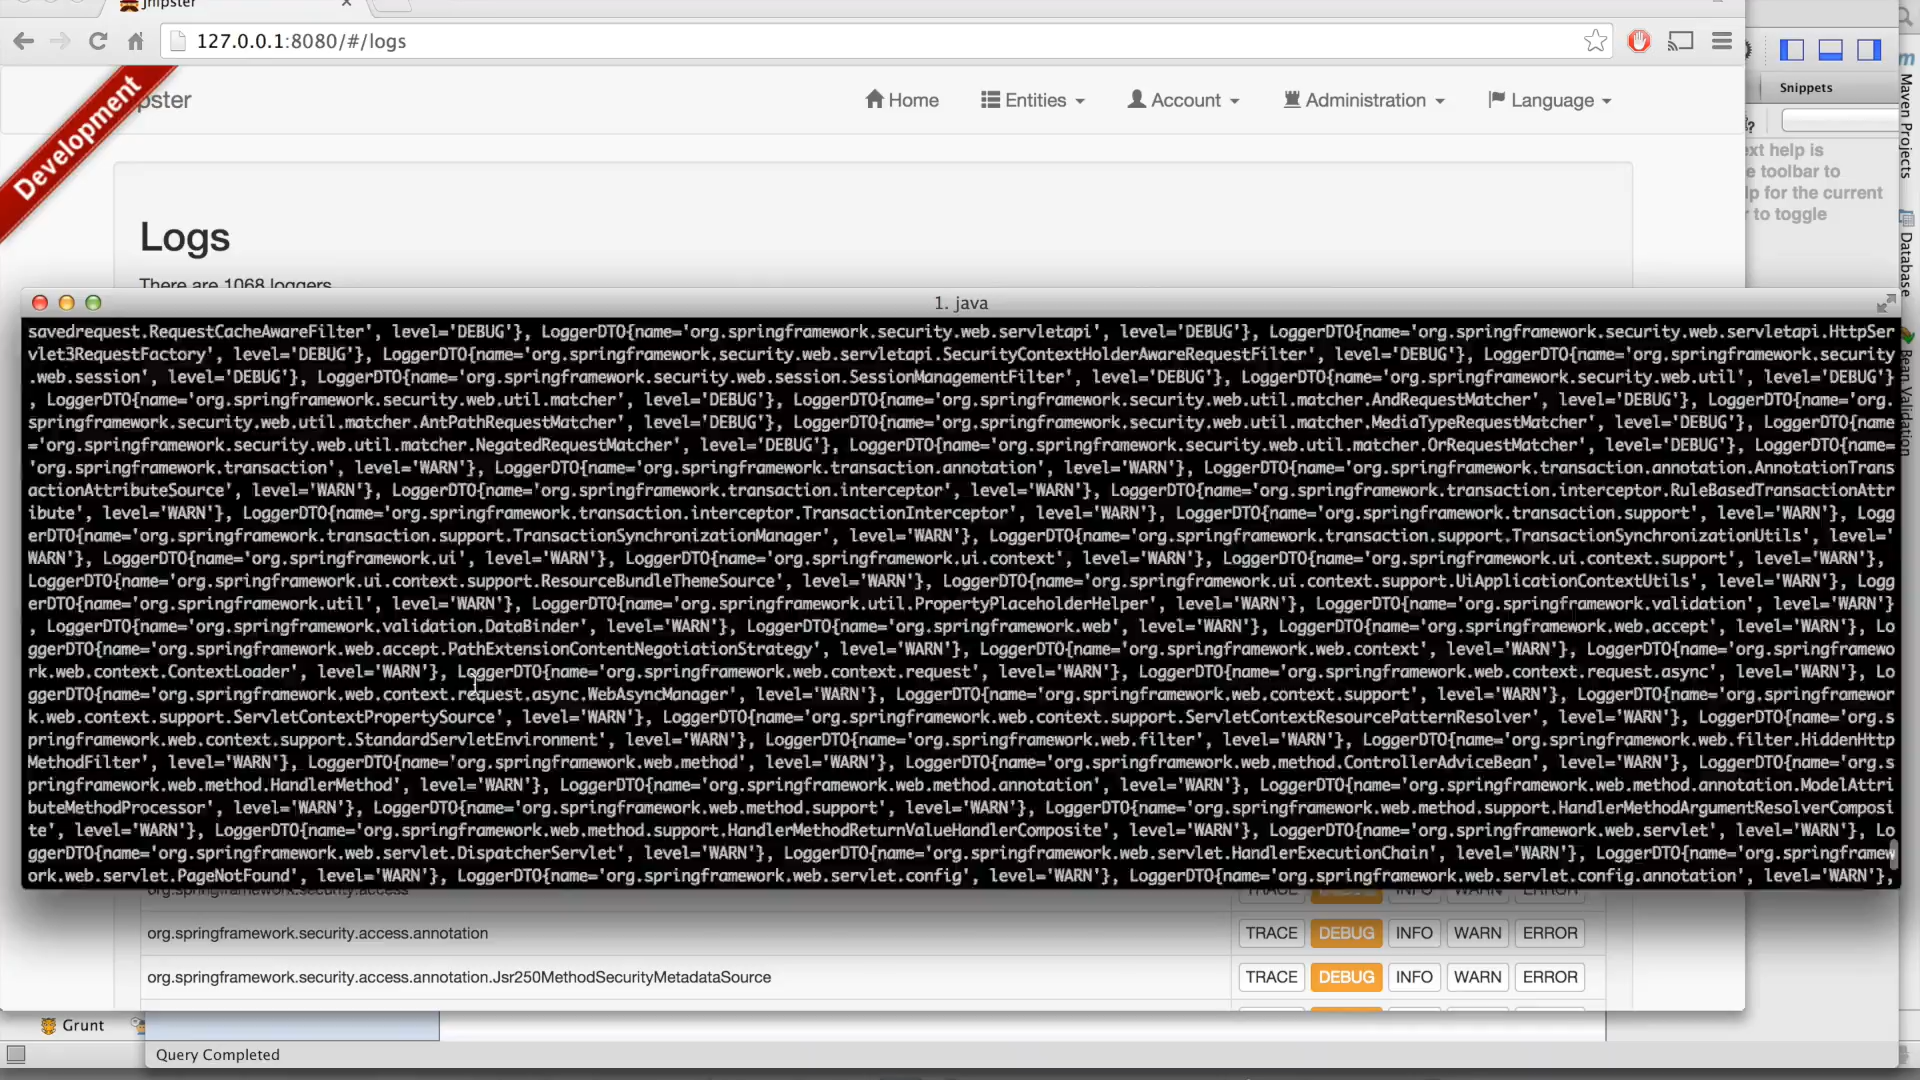 jhipster
127.0.0.1:8080/#/logs
Development
Home Entities Account Administration Language
Snippets
Maven Projects
Logs
There are 1068 loggers
to toggle
Database
Bean Validation
1. java
savedrequest.RequestCacheAwareFilter', level='DEBUG'}, LoggerDTO{name='org.springframework.security.web.servletapi', level='DEBUG'}, LoggerDTO{name='org.springframework.security.web.servletapi.HttpSer
vlet3RequestFactory', level='DEBUG'}, LoggerDTO{name='org.springframework.security.web.servletapi.SecurityContextHolderAwareRequestFilter', level='DEBUG'}, LoggerDTO{name='org.springframework.security
.web.session', level='DEBUG'}, LoggerDTO{name='org.springframework.security.web.session.SessionManagementFilter', level='DEBUG'}, LoggerDTO{name='org.springframework.security.web.util', level='DEBUG'}
, LoggerDTO{name='org.springframework.security.web.util.matcher', level='DEBUG'}, LoggerDTO{name='org.springframework.security.web.util.matcher.AndRequestMatcher', level='DEBUG'}, LoggerDTO{name='org.
springframework.security.web.util.matcher.AntPathRequestMatcher', level='DEBUG'}, LoggerDTO{name='org.springframework.security.web.util.matcher.MediaTypeRequestMatcher', level='DEBUG'}, LoggerDTO{name
='org.springframework.security.web.util.matcher.NegatedRequestMatcher', level='DEBUG'}, LoggerDTO{name='org.springframework.security.web.util.matcher.OrRequestMatcher', level='DEBUG'}, LoggerDTO{name=
'org.springframework.transaction', level='WARN'}, LoggerDTO{name='org.springframework.transaction.annotation', level='WARN'}, LoggerDTO{name='org.springframework.transaction.annotation.AnnotationTrans
actionAttributeSource', level='WARN'}, LoggerDTO{name='org.springframework.transaction.interceptor', level='WARN'}, LoggerDTO{name='org.springframework.transaction.interceptor.RuleBasedTransactionAttr
ibute', level='WARN'}, LoggerDTO{name='org.springframework.transaction.interceptor.TransactionInterceptor', level='WARN'}, LoggerDTO{name='org.springframework.transaction.support', level='WARN'}, Logg
erDTO{name='org.springframework.transaction.support.TransactionSynchronizationManager', level='WARN'}, LoggerDTO{name='org.springframework.transaction.support.TransactionSynchronizationUtils', level='
WARN'}, LoggerDTO{name='org.springframework.ui', level='WARN'}, LoggerDTO{name='org.springframework.ui.context', level='WARN'}, LoggerDTO{name='org.springframework.ui.context.support', level='WARN'},
LoggerDTO{name='org.springframework.ui.context.support.ResourceBundleThemeSource', level='WARN'}, LoggerDTO{name='org.springframework.ui.context.support.UiApplicationContextUtils', level='WARN'}, Logg
erDTO{name='org.springframework.util', level='WARN'}, LoggerDTO{name='org.springframework.util.PropertyPlaceholderHelper', level='WARN'}, LoggerDTO{name='org.springframework.validation', level='WARN'}
, LoggerDTO{name='org.springframework.validation.DataBinder', level='WARN'}, LoggerDTO{name='org.springframework.web', level='WARN'}, LoggerDTO{name='org.springframework.web.accept', level='WARN'}, Lo
ggerDTO{name='org.springframework.web.accept.PathExtensionContentNegotiationStrategy', level='WARN'}, LoggerDTO{name='org.springframework.web.context', level='WARN'}, LoggerDTO{name='org.springframewo
rk.web.context.ContextLoader', level='WARN'}, LoggerDTO{name='org.springframework.web.context.request', level='WARN'}, LoggerDTO{name='org.springframework.web.context.request.async', level='WARN'}, Lo
ggerDTO{name='org.springframework.web.context.request.async.WebAsyncManager', level='WARN'}, LoggerDTO{name='org.springframework.web.context.support', level='WARN'}, LoggerDTO{name='org.springframewor
k.web.context.support.ServletContextPropertySource', level='WARN'}, LoggerDTO{name='org.springframework.web.context.support.ServletContextResourcePatternResolver', level='WARN'}, LoggerDTO{name='org.s
pringframework.web.context.support.StandardServletEnvironment', level='WARN'}, LoggerDTO{name='org.springframework.web.filter', level='WARN'}, LoggerDTO{name='org.springframework.web.filter.HiddenHttp
MethodFilter', level='WARN'}, LoggerDTO{name='org.springframework.web.method', level='WARN'}, LoggerDTO{name='org.springframework.web.method.ControllerAdviceBean', level='WARN'}, LoggerDTO{name='org.s
pringframework.web.method.HandlerMethod', level='WARN'}, LoggerDTO{name='org.springframework.web.method.annotation', level='WARN'}, LoggerDTO{name='org.springframework.web.method.annotation.ModelAttri
buteMethodProcessor', level='WARN'}, LoggerDTO{name='org.springframework.web.method.support', level='WARN'}, LoggerDTO{name='org.springframework.web.method.support.HandlerMethodArgumentResolverComposi
te', level='WARN'}, LoggerDTO{name='org.springframework.web.method.support.HandlerMethodReturnValueHandlerComposite', level='WARN'}, LoggerDTO{name='org.springframework.web.servlet', level='WARN'}, Lo
ggerDTO{name='org.springframework.web.servlet.DispatcherServlet', level='WARN'}, LoggerDTO{name='org.springframework.web.servlet.HandlerExecutionChain', level='WARN'}, LoggerDTO{name='org.springframew
ork.web.servlet.PageNotFound', level='WARN'}, LoggerDTO{name='org.springframework.web.servlet.config', level='WARN'}, LoggerDTO{name='org.springframework.web.servlet.config.annotation', level='WARN'},
org.springframework.security.access TRACE DEBUG INFO WARN ERROR
org.springframework.security.access.annotation TRACE DEBUG INFO WARN ERROR
org.springframework.security.access.annotation.Jsr250MethodSecurityMetadataSource TRACE DEBUG INFO WARN ERROR
Grunt
Query Completed